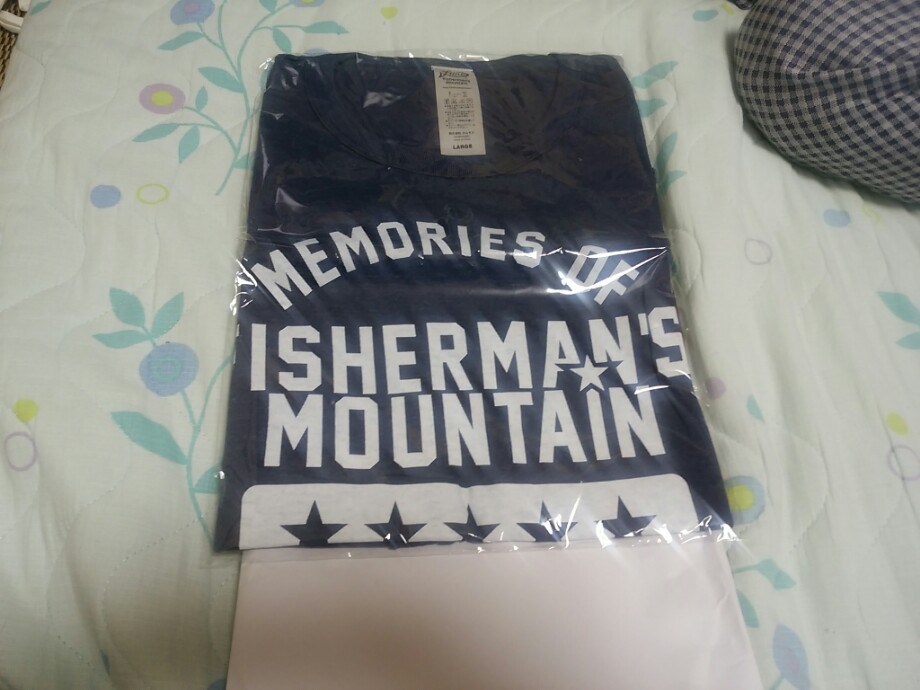 LARGE
MEMORIES OF
ISHERMAN'S
MOUNTAIN